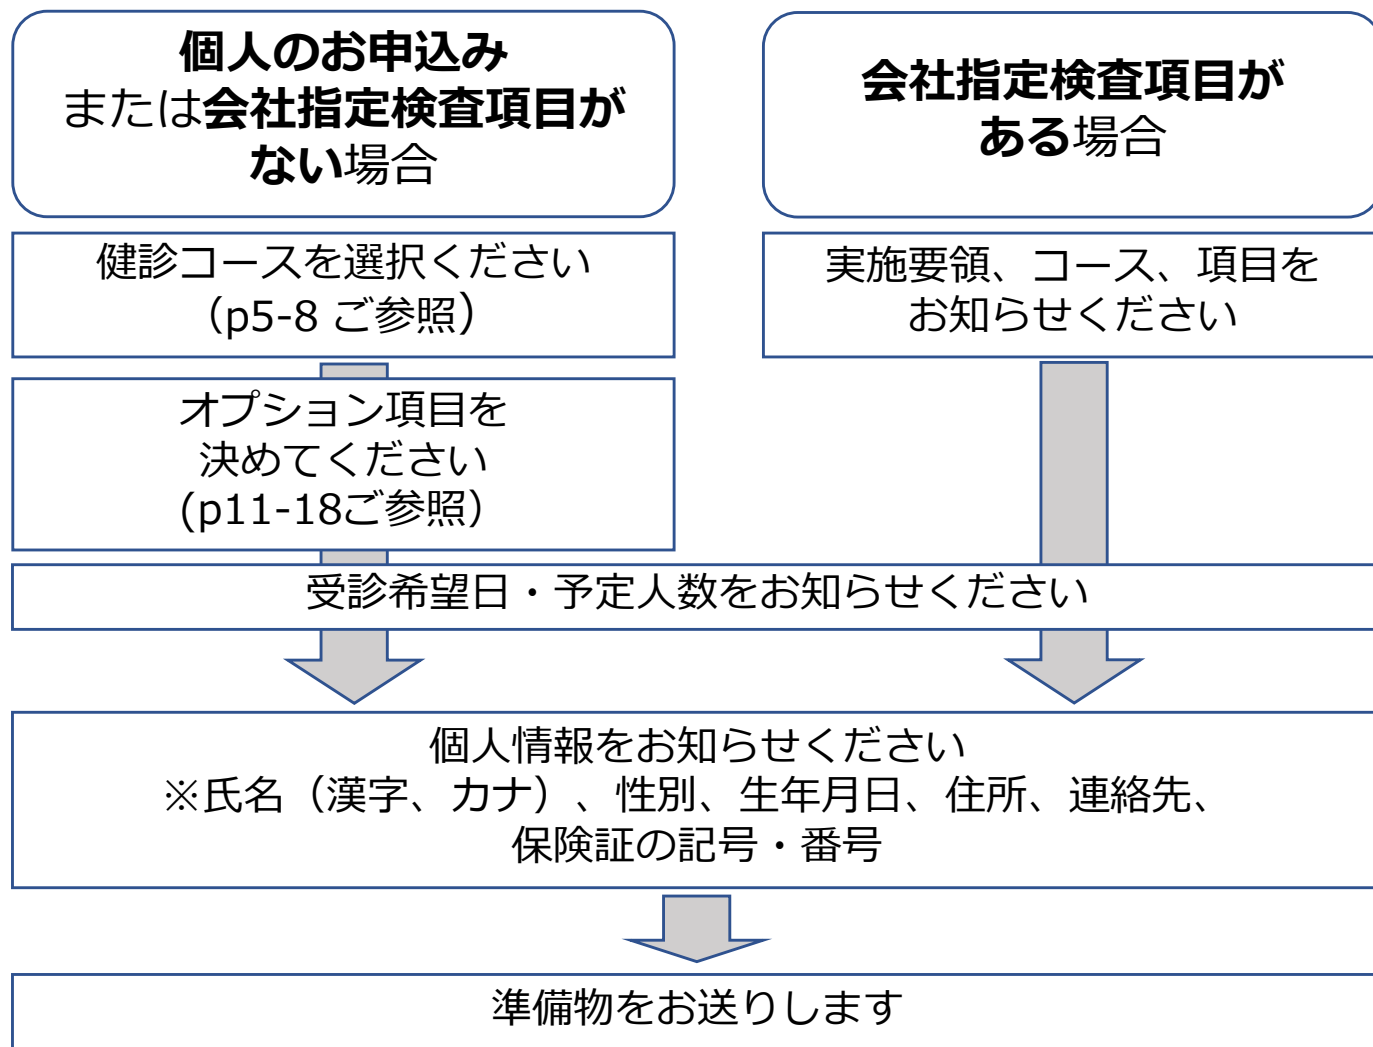 個人のお申込み
または会社指定検査項目が
ない場合
会社指定検査項目が
ある場合
健診コースを選択ください
（p5-8 ご参照）
実施要領、コース、項目を
お知らせください
オプション項目を
決めてください
(p11-18ご参照）
受診希望日・予定人数をお知らせください
個人情報をお知らせください
※氏名（漢字、カナ）、性別、生年月日、住所、連絡先、
保険証の記号・番号
準備物をお送りします